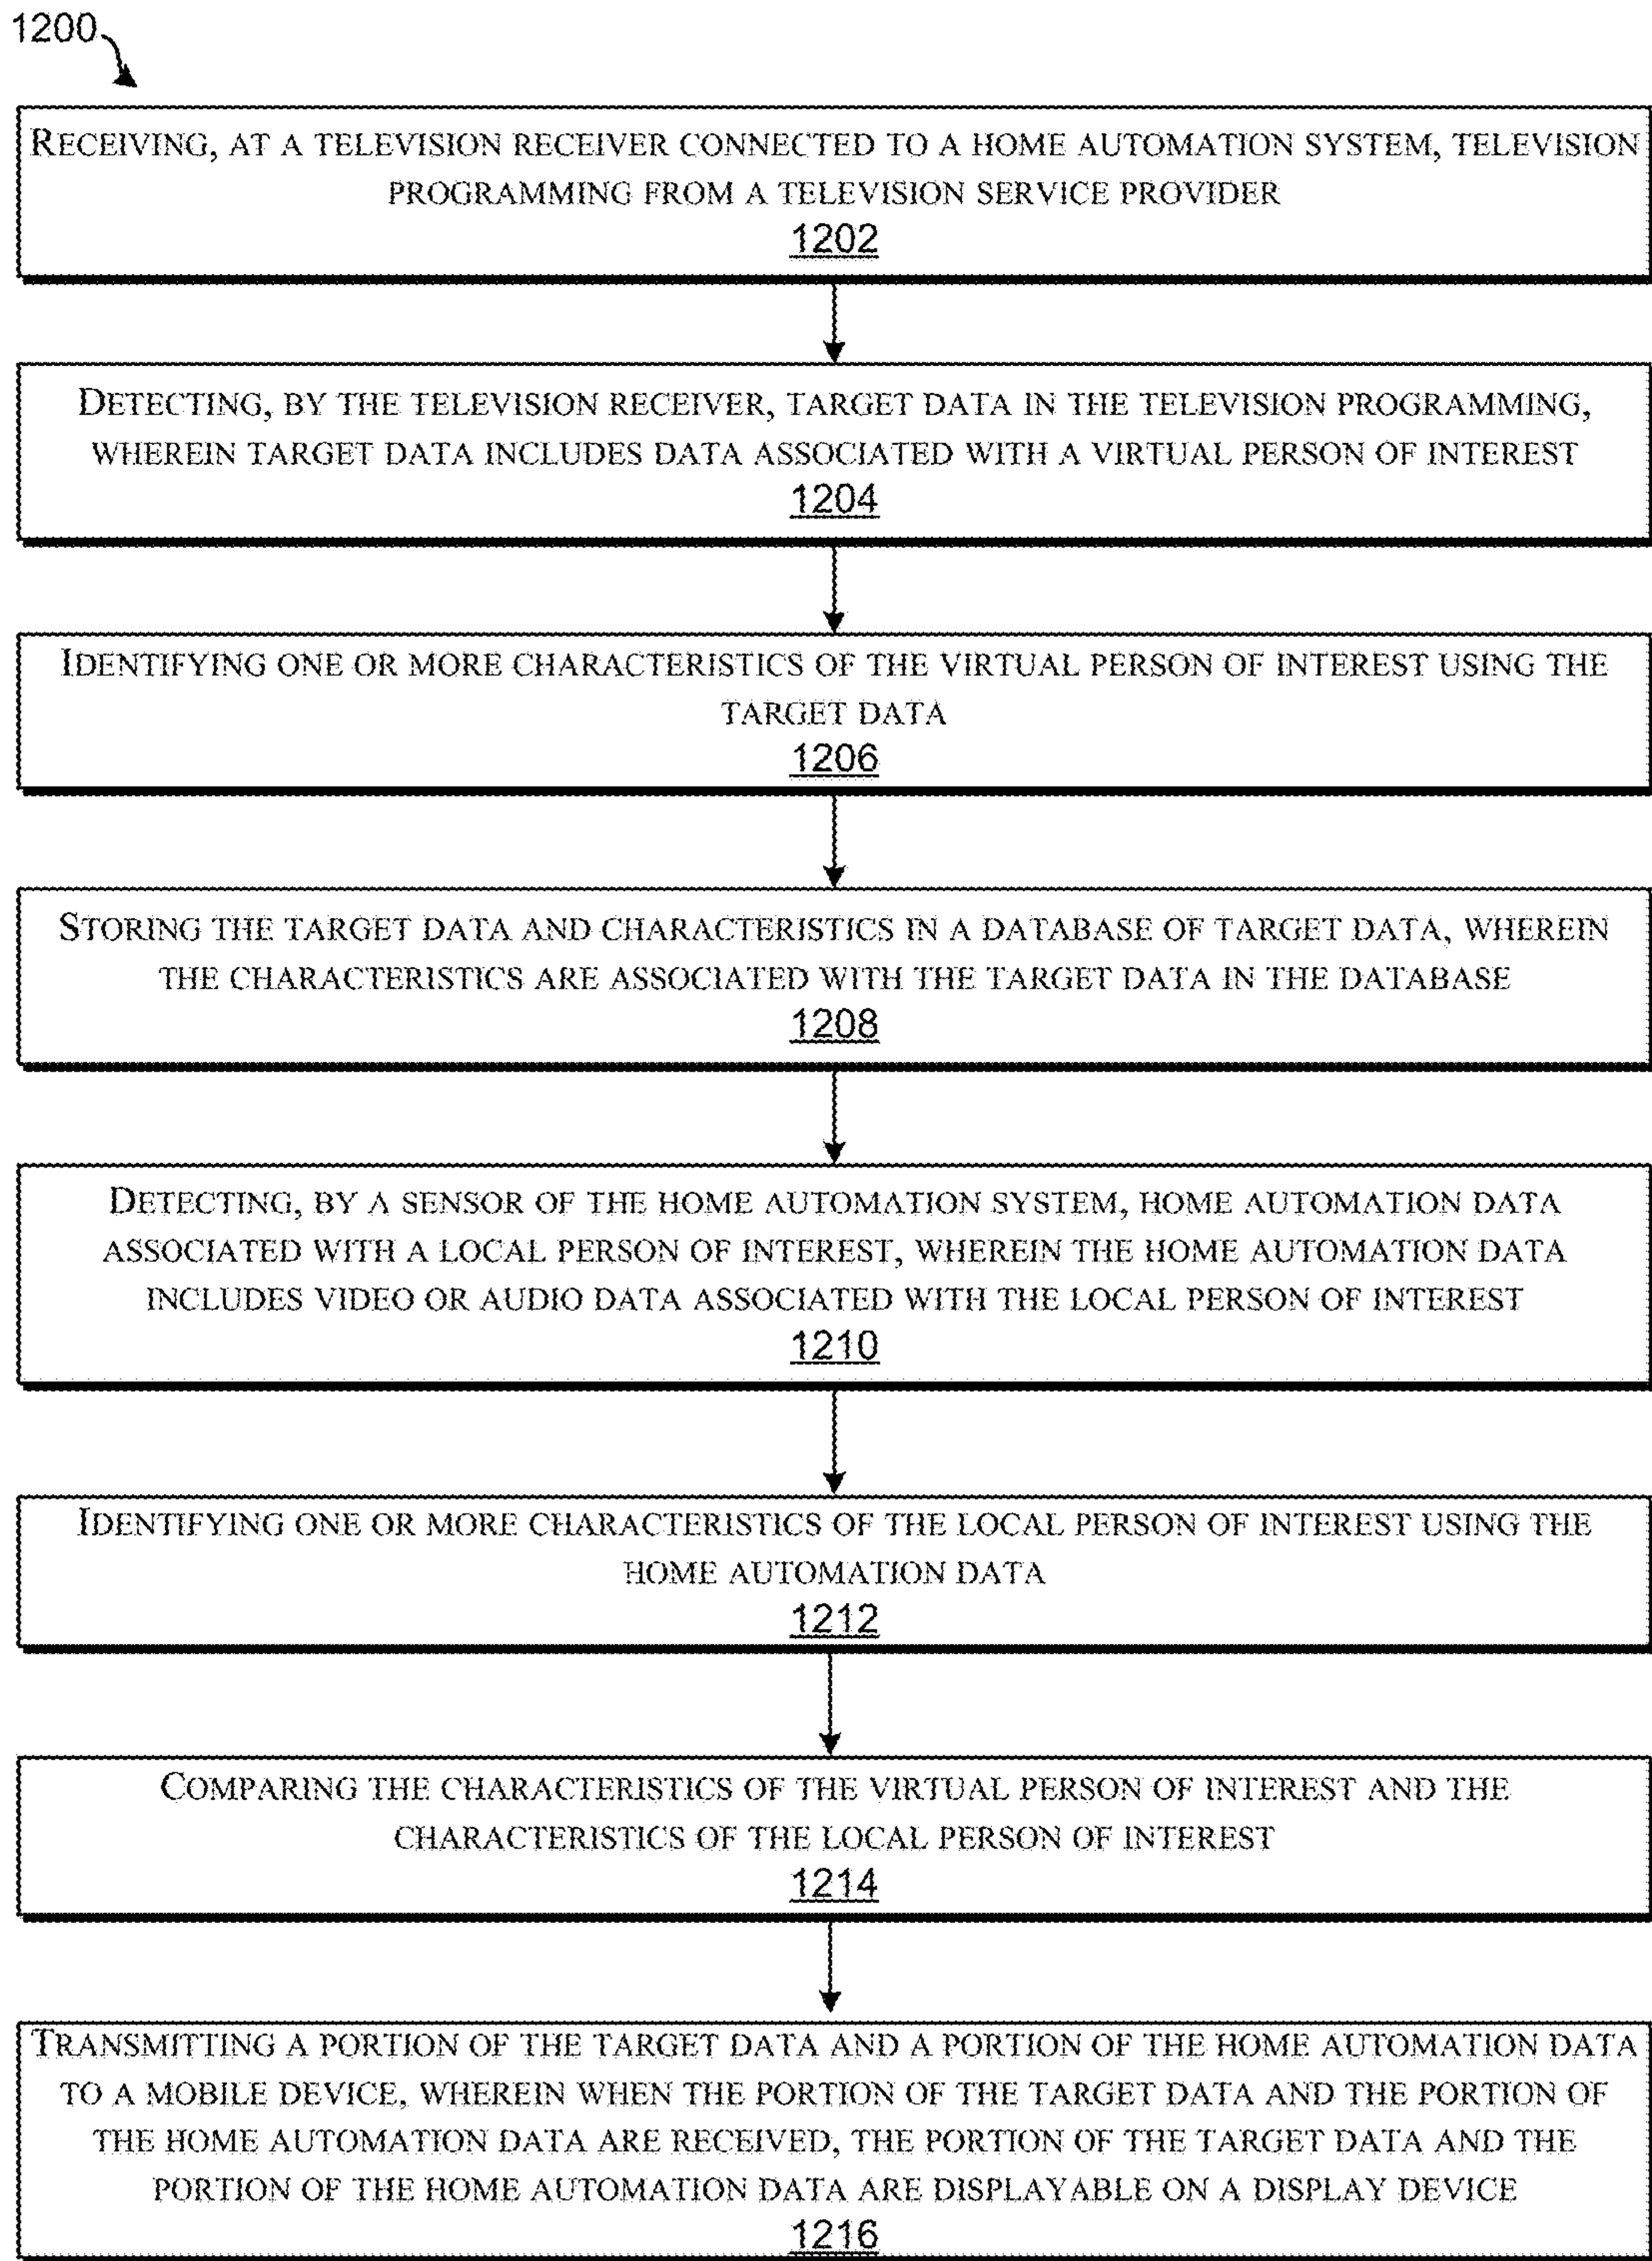 1200
RECEIVING, AT A TELEVISION RECEIVER CONNECTED TO A HOME AUTOMATION SYSTEM, TELEVISION
PROGRAMMING FROM A TELEVISION SERVICE PROVIDER
1202
DETECTING, BY THE TELEVISION RECEIVER, TARGET DATA IN THE TELEVISION PROGRAMMING,
WHEREIN TARGET DATA INCLUDES DATA ASSOCIATED WITH A VIRTUAL PERSON OF INTEREST
1204
IDENTIFYING ONE OR MORE CHARACTERISTICS OF THE VIRTUAL PERSON OF INTEREST USING THE
TARGET DATA
1206
STORING THE TARGET DATA AND CHARACTERISTICS IN A DATABASE OF TARGET DATA, WHEREIN
THE CHARACTERISTICS ARE ASSOCIATED WITH THE TARGET DATA IN THE DATABASE
1208
DETECTING, BY A SENSOR OF THE HOME AUTOMATION SYSTEM, HOME AUTOMATION DATA
ASSOCIATED WITH A LOCAL PERSON OF INTEREST, WHEREIN THE HOME AUTOMATION DATA
INCLUDES VIDEO OR AUDIO DATA ASSOCIATED WITH THE LOCAL PERSON OF INTEREST
1210
IDENTIFYING ONE OR MORE CHARACTERISTICS OF THE LOCAL PERSON OF INTEREST USING THE
HOME AUTOMATION DATA
1212
COMPARING THE CHARACTERISTICS OF THE VIRTUAL PERSON OF INTEREST AND THE
CHARACTERISTICS OF THE LOCAL PERSON OF INTEREST
1214
TRANSMITTING A PORTION OF THE TARGET DATA AND A PORTION OF THE HOME AUTOMATION DATA
TO A MOBILE DEVICE, WHEREIN WHEN THE PORTION OF THE TARGET DATA AND THE PORTION OF
THE HOME AUTOMATION DATA ARE RECEIVED, THE PORTION OF THE TARGET DATA AND THE
PORTION OF THE HOME AUTOMATION DATA ARE DISPLAYABLE ON A DISPLAY DEVICE
1216